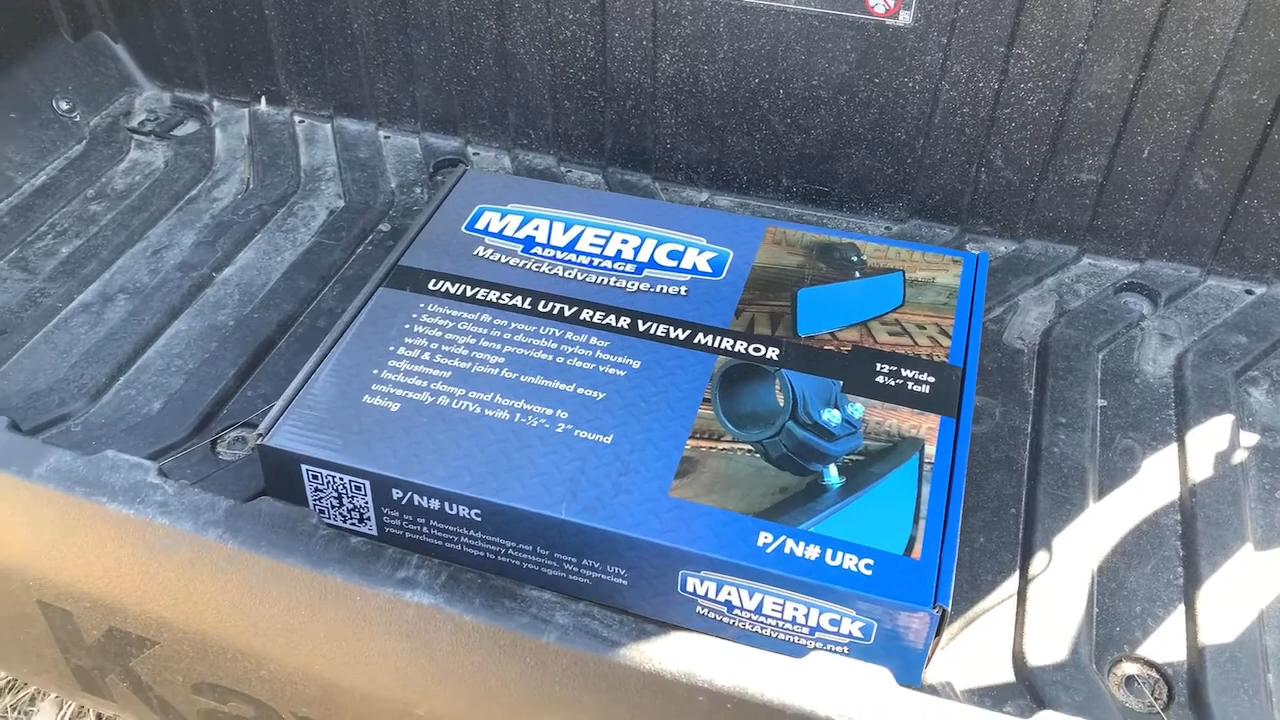 MAVERICK
ADVANTAGE
MaverickAdvantage.net
UNIVERSAL UTV REAR VIEW MIRROR
• Universal fit on your UTV Roll Bar
• Safety Glass in a durable nylon housing
• Wide angle lens provides a clear view
with a wide range
• Ball & Socket joint for unlimited easy
adjustment
• Includes clamp and hardware to
universally fit UTVs with 1-½"- 2" round
tubing
12" Wide
4¼" Tall
P/N# URC
P/N# URC
Visit us at MaverickAdvantage.net for more ATV, UTV,
Golf Cart & Heavy Machinery Accessories. We appreciate
your purchase and hope to serve you again soon.
MAVERICK
ADVANTAGE
MaverickAdvantage.net
Ka